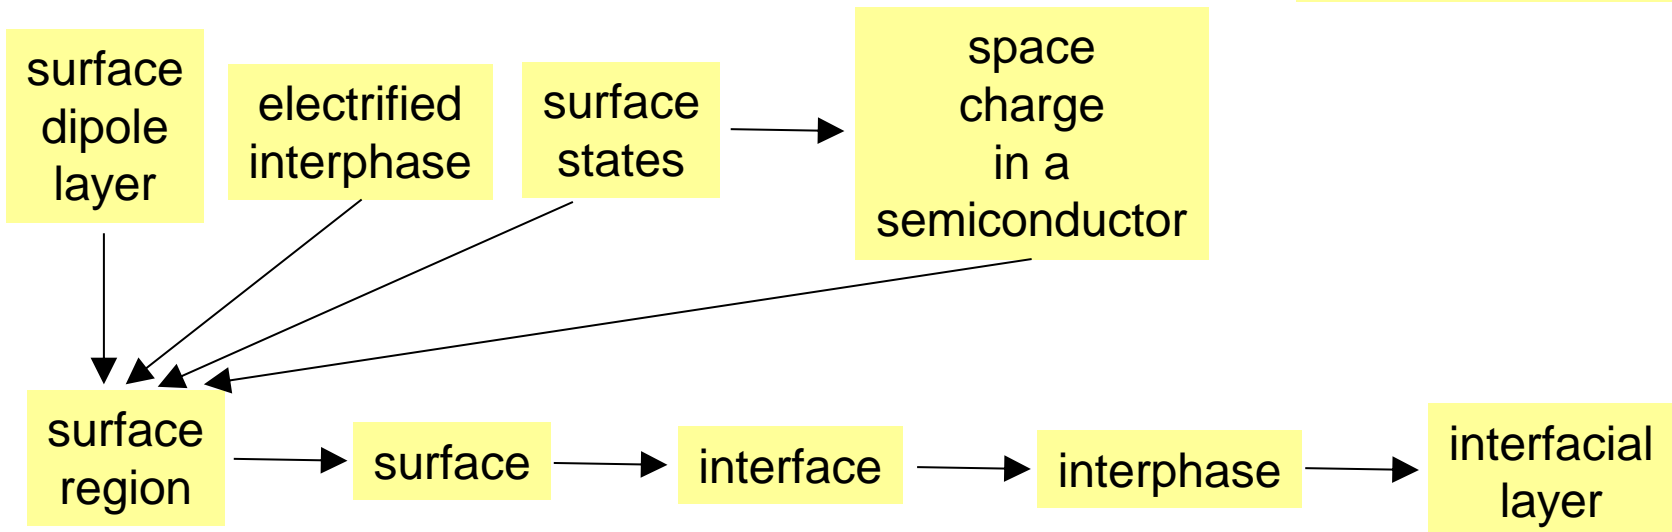 surface
dipole
layer
electrified
interphase
surface
states
space
charge
in a
semiconductor
surface
region
surface
interface
interphase
interfacial
layer